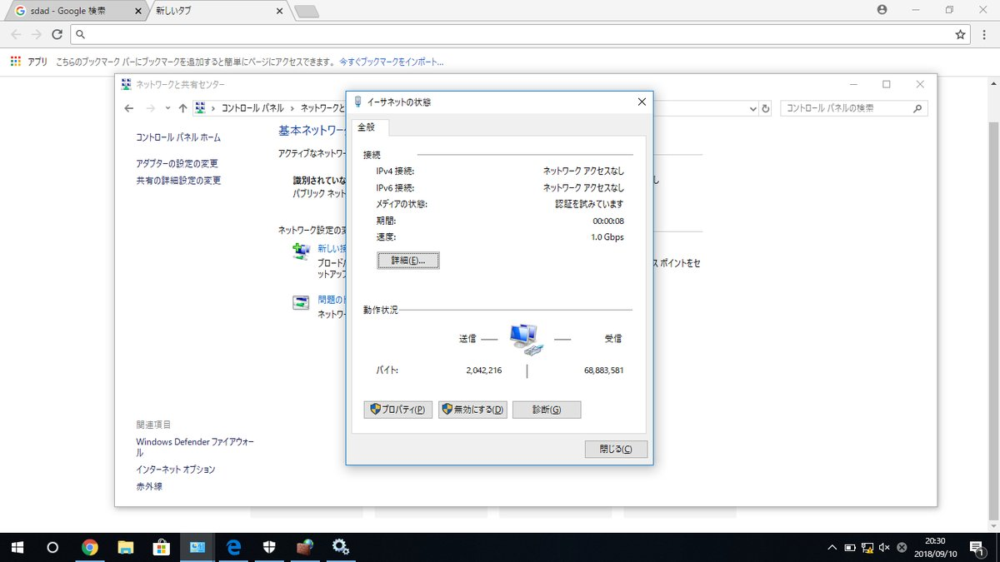 sdad - Google 検索
新しいタブ
アプリ こちらのブックマーク バーにブックマークを追加すると簡単にページにアクセスできます。 今すぐブックマークをインポート...
ネットワークと共有センター
コントロール パネル › ネットワークと
コントロール パネルの検索
コントロール パネル ホーム
アダプターの設定の変更
共有の詳細設定の変更
基本ネットワー
アクティブなネットワー
識別されていな
パブリック ネット
し
ネットワーク設定の変
新しい接
ブロードバ
ス ポイントをセ
ットアップ
問題の
ネットワー
関連項目
Windows Defender ファイアウォー
ル
インターネット オプション
赤外線
イーサネットの状態
全般
接続
IPv4 接続: ネットワーク アクセスなし
IPv6 接続: ネットワーク アクセスなし
メディアの状態: 認証を試みています
期間: 00:00:08
速度: 1.0 Gbps
詳細(E)...
動作状況
送信 受信
バイト: 2,042,216 68,883,581
プロパティ(P) 無効にする(D) 診断(G)
閉じる(C)
20:30
2018/09/10
1